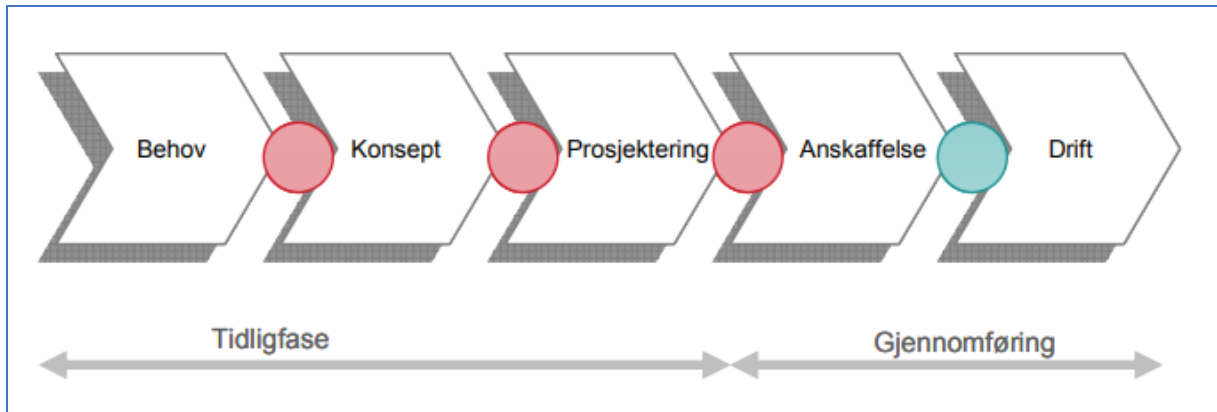 Behov
Konsept
Prosjektering
Anskaffelse
Drift
Tidligfase
Gjennomføring